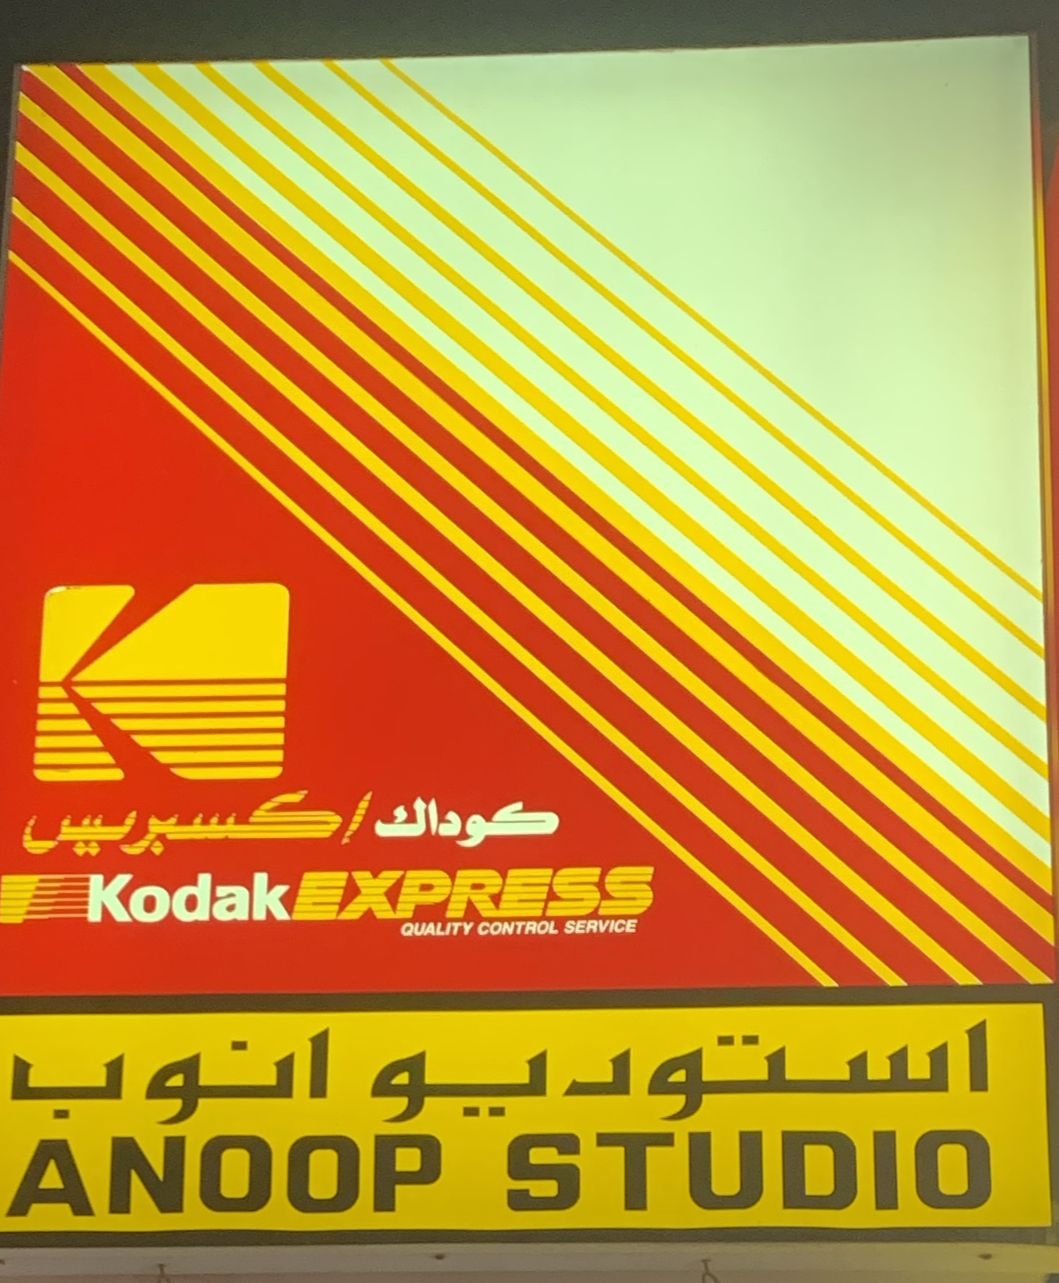 كوداك إكسبريس
Kodak EXPRESS
QUALITY CONTROL SERVICE
استوديو انوب
ANOOP STUDIO